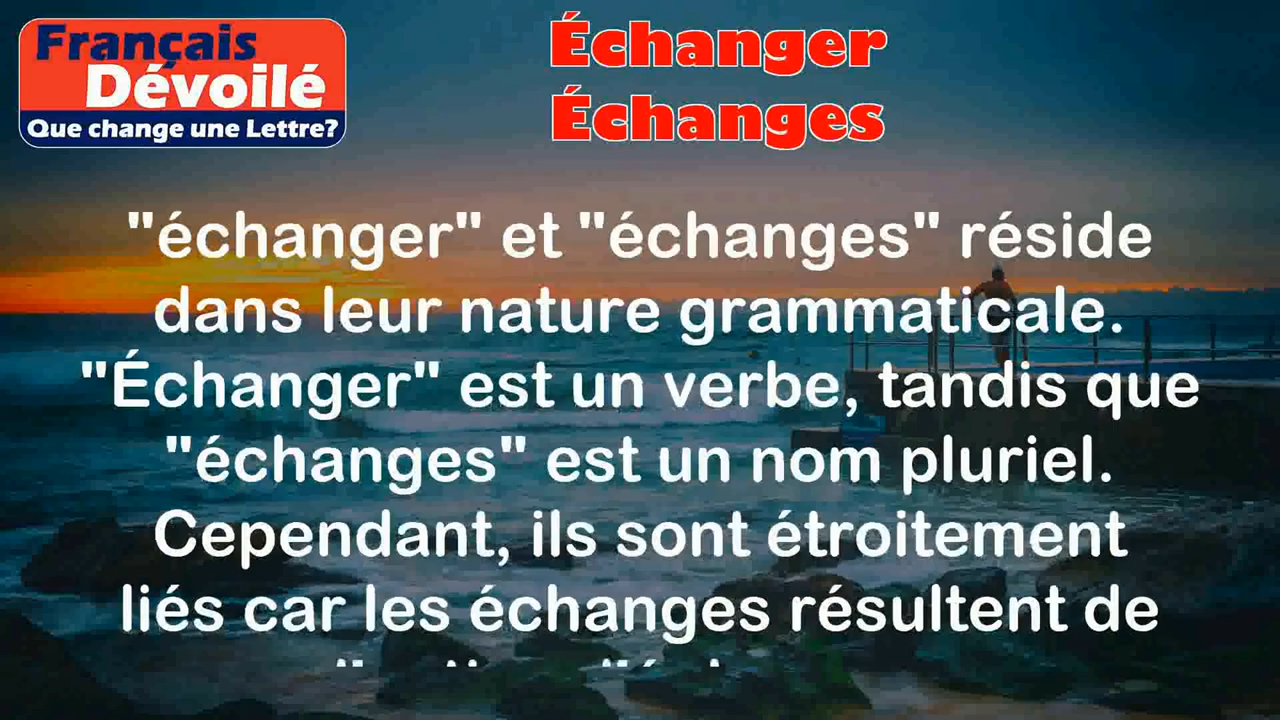 Français
Dévoilé
Que change une Lettre?
Échanger
Échanges
"échanger" et "échanges" réside
dans leur nature grammaticale.
"Échanger" est un verbe, tandis que
"échanges" est un nom pluriel.
Cependant, ils sont étroitement
liés car les échanges résultent de